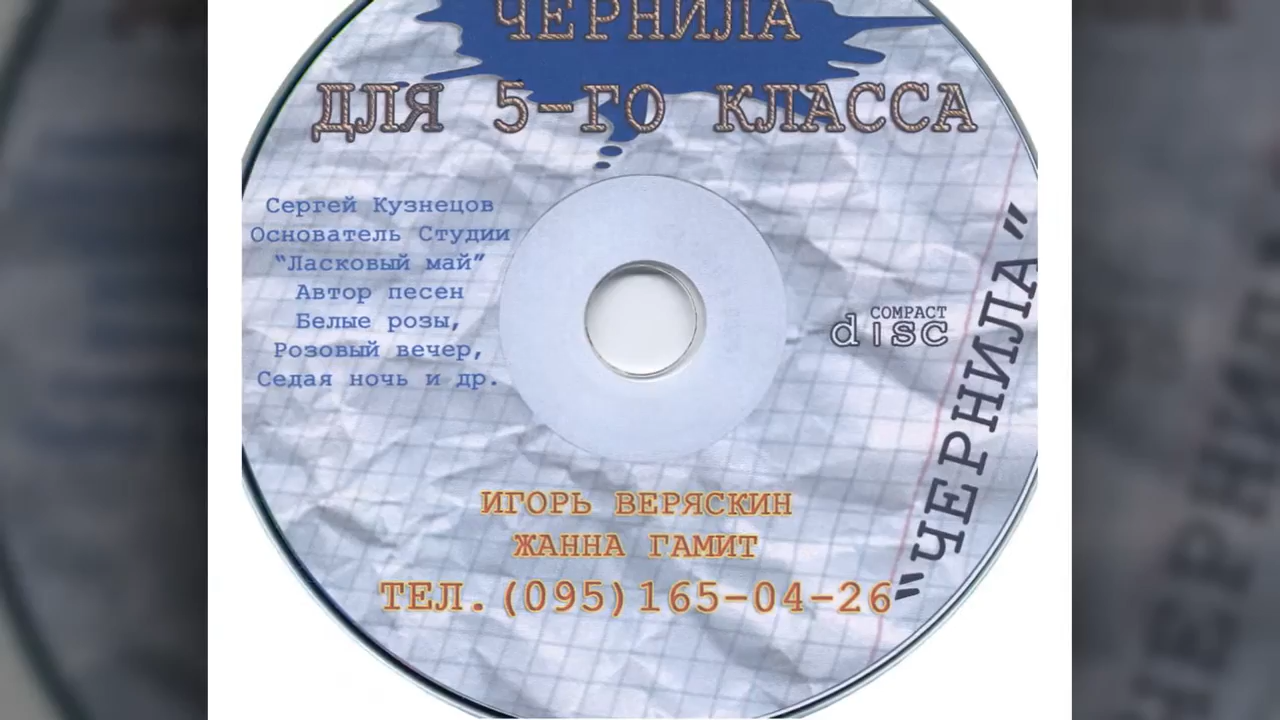 ЧЕРНИЛА
ДЛЯ 5-ГО КЛАССА
Сергей Кузнецов
Основатель Студии
“Ласковый май”
Автор песен
Белые розы,
Розовый вечер,
Седая ночь и др.
COMPACT
disc
"ЧЕРНИЛА"
ИГОРЬ ВЕРЯСКИН
ЖАННА ГАМИТ
ТЕЛ.(095)165-04-26